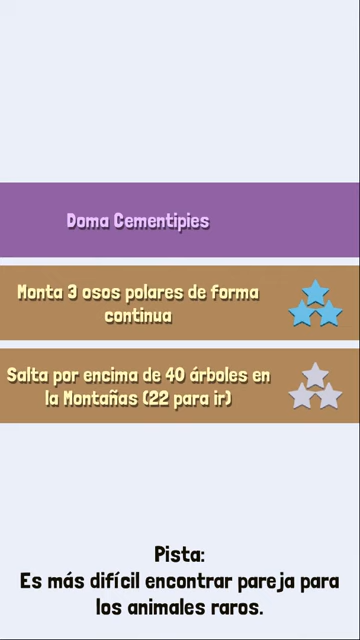 Doma Cementipies
Monta 3 osos polares de forma
continua
Salta por encima de 40 árboles en
la Montañas (22 para ir)
Pista:
Es más difícil encontrar pareja para
los animales raros.